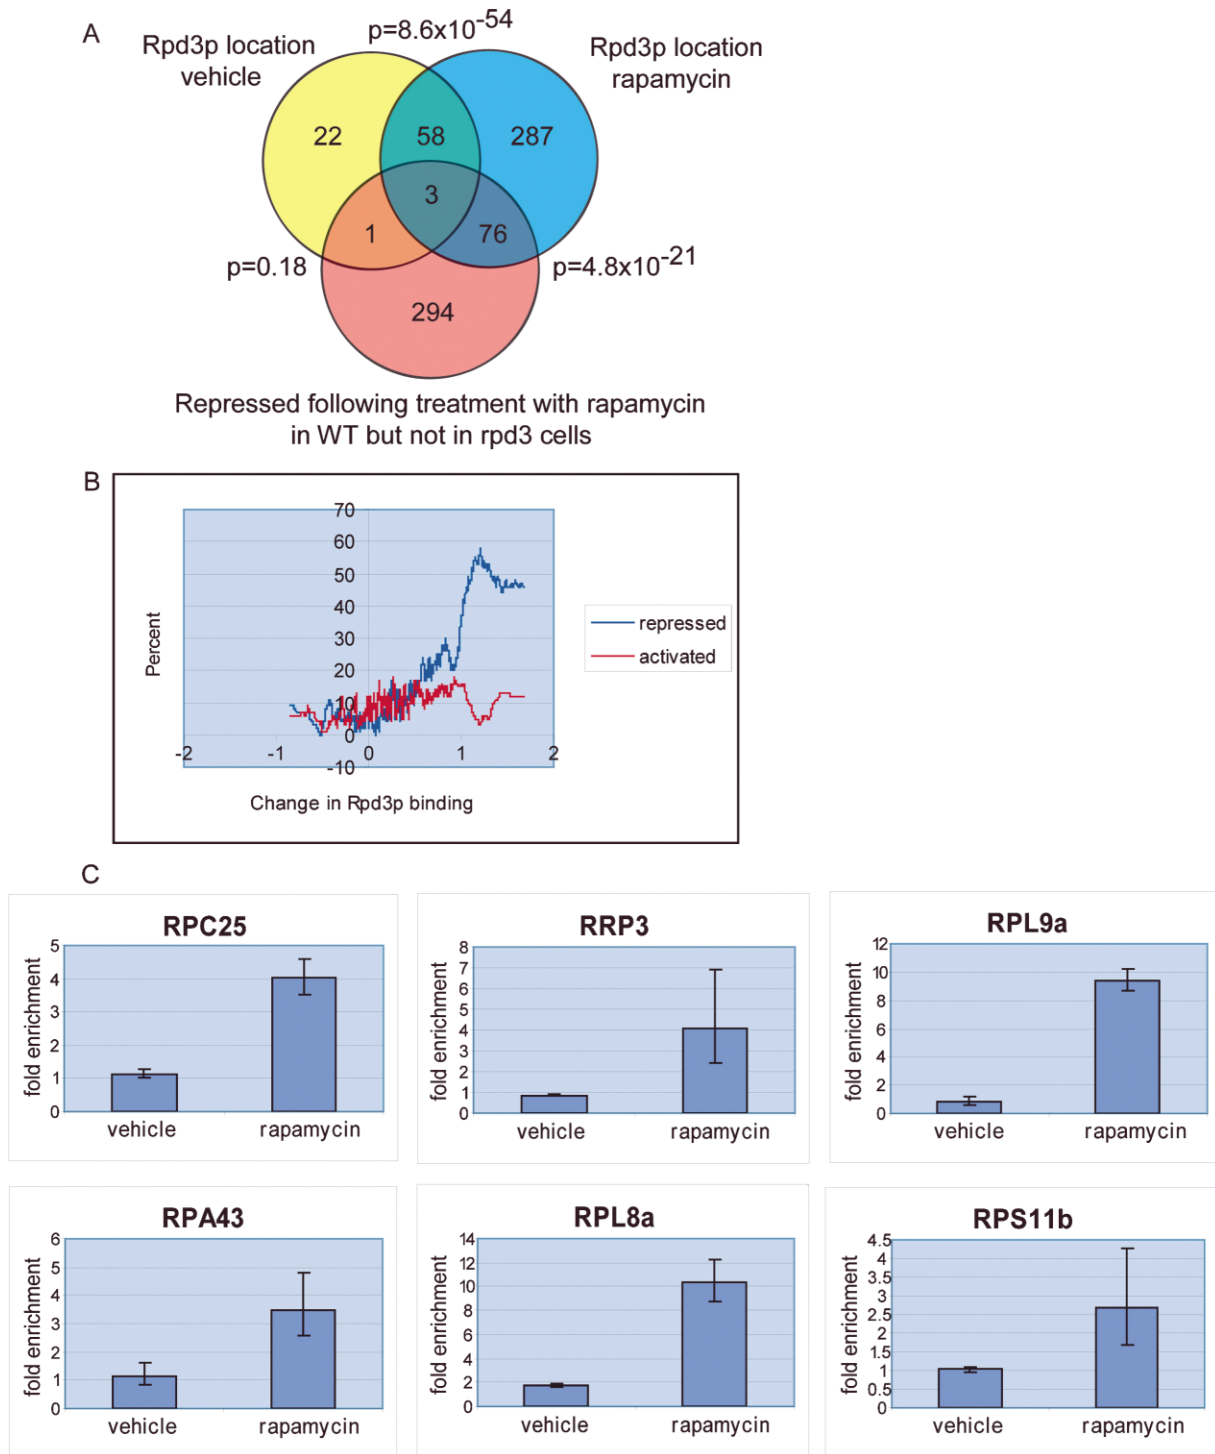 A
Rpd3p location
vehicle
p=8.6x10-54
Rpd3p location
rapamycin
22
58
287
3
1
76
p=0.18
p=4.8x10-21
294
Repressed following treatment with rapamycin
in WT but not in rpd3 cells
B
70
60
50
40
30
20
10
0
-10
-2
-1
0
1
2
Percent
Change in Rpd3p binding
repressed
activated
C
RPC25
fold enrichment
5
4
3
2
1
0
vehicle
rapamycin
RRP3
fold enrichment
8
7
6
5
4
3
2
1
0
vehicle
rapamycin
RPL9a
fold enrichment
12
10
8
6
4
2
0
vehicle
rapamycin
RPA43
fold enrichment
6
5
4
3
2
1
0
vehicle
rapamycin
RPL8a
fold enrichment
14
12
10
8
6
4
2
0
vehicle
rapamycin
RPS11b
fold enrichment
4.5
4
3.5
3
2.5
2
1.5
1
0.5
0
vehicle
rapamycin